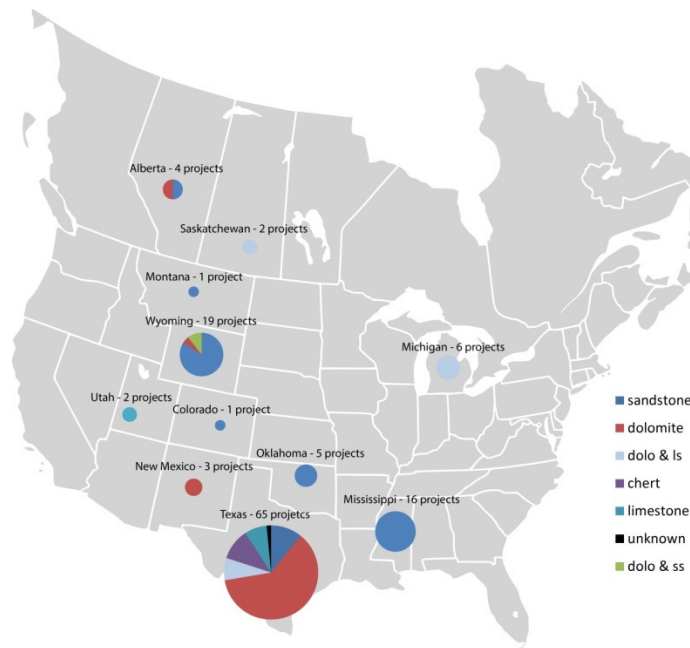 Alberta - 4 projects
Saskatchewan - 2 projects
Montana - 1 project
Wyoming - 19 projects
Michigan - 6 projects
Utah - 2 projects
Colorado - 1 project
Oklahoma - 5 projects
New Mexico - 3 projects
Mississippi - 16 projects
Texas - 65 projetcs
sandstone
dolomite
dolo & ls
chert
limestone
unknown
dolo & ss